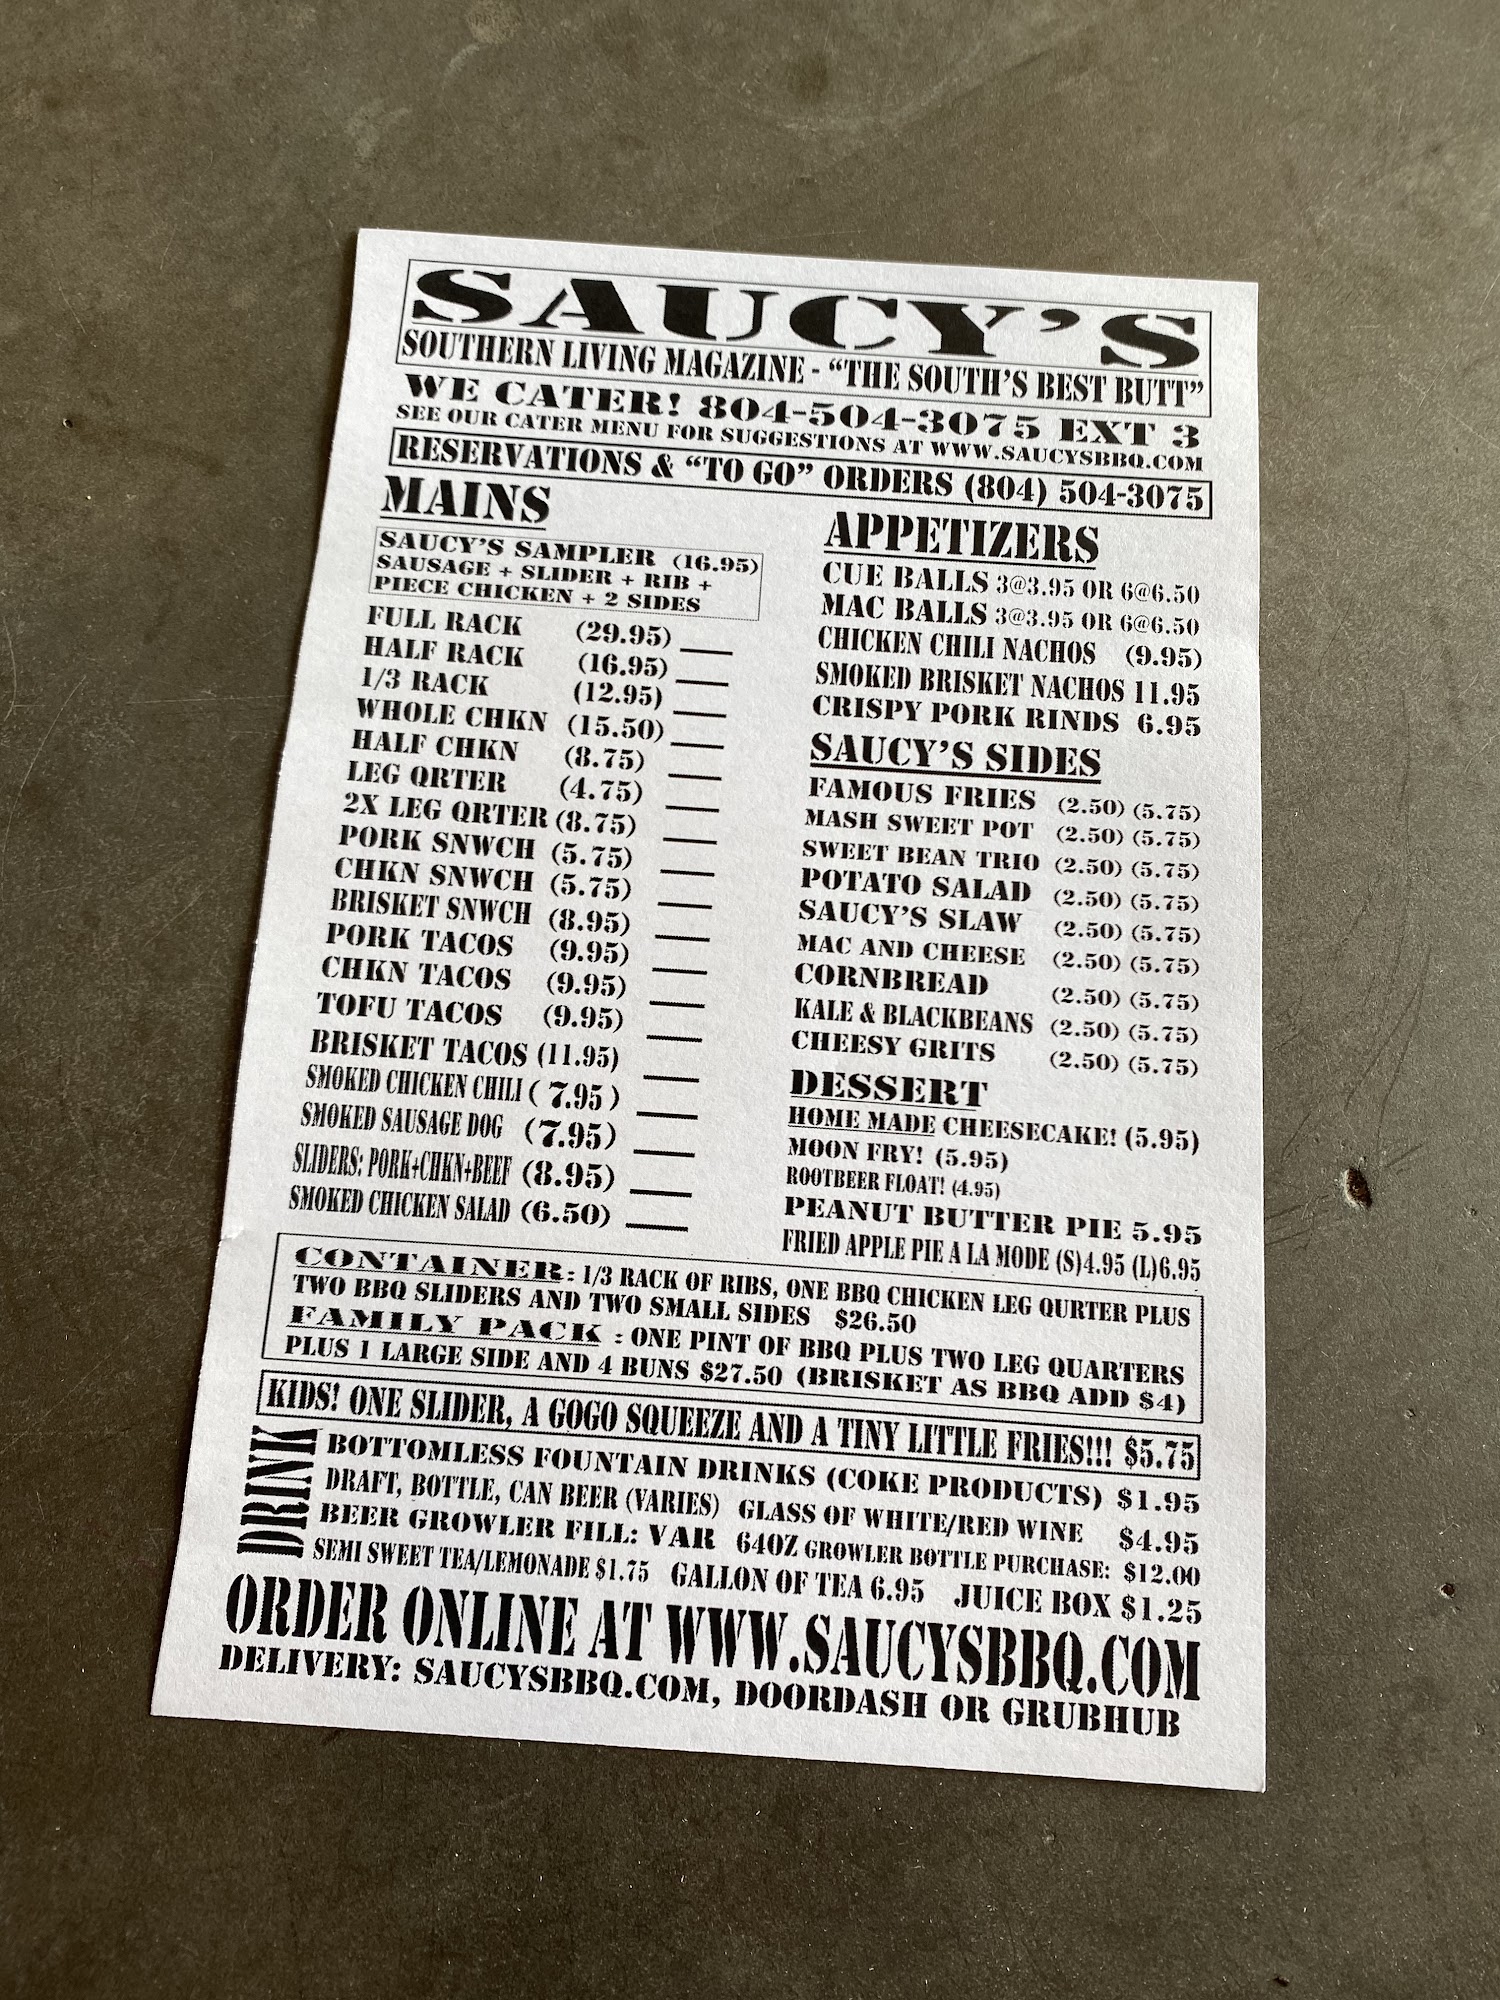 SAUCY'S
SOUTHERN LIVING MAGAZINE - "THE SOUTH'S BEST BUTT"
WE CATER! 804-504-3075 EXT 3
SEE OUR CATER MENU FOR SUGGESTIONS AT WWW.SAUCYSBBQ.COM
RESERVATIONS & "TO GO" ORDERS (804) 504-3075
MAINS
SAUCY'S SAMPLER (16.95)
SAUSAGE + SLIDER + RIB +
PIECE CHICKEN + 2 SIDES
FULL RACK (29.95) ___
HALF RACK (16.95) ___
1/3 RACK (12.95) ___
WHOLE CHKN (15.50) ___
HALF CHKN (8.75) ___
LEG QRTER (4.75) ___
2X LEG QRTER (8.75) ___
PORK SNWCH (5.75) ___
CHKN SNWCH (5.75) ___
BRISKET SNWCH (8.95) ___
PORK TACOS (9.95) ___
CHKN TACOS (9.95) ___
TOFU TACOS (9.95) ___
BRISKET TACOS (11.95) ___
SMOKED CHICKEN CHILI ( 7.95 ) ___
SMOKED SAUSAGE DOG (7.95) ___
SLIDERS: PORK+CHKN+BEEF (8.95) ___
SMOKED CHICKEN SALAD (6.50) ___
APPETIZERS
CUE BALLS 3@3.95 OR 6@6.50
MAC BALLS 3@3.95 OR 6@6.50
CHICKEN CHILI NACHOS (9.95)
SMOKED BRISKET NACHOS 11.95
CRISPY PORK RINDS 6.95
SAUCY'S SIDES
FAMOUS FRIES (2.50) (5.75)
MASH SWEET POT (2.50) (5.75)
SWEET BEAN TRIO (2.50) (5.75)
POTATO SALAD (2.50) (5.75)
SAUCY'S SLAW (2.50) (5.75)
MAC AND CHEESE (2.50) (5.75)
CORNBREAD (2.50) (5.75)
KALE & BLACKBEANS (2.50) (5.75)
CHEESY GRITS (2.50) (5.75)
DESSERT
HOME MADE CHEESECAKE! (5.95)
MOON FRY! (5.95)
ROOTBEER FLOAT! (4.95)
PEANUT BUTTER PIE 5.95
FRIED APPLE PIE A LA MODE (S)4.95 (L)6.95
CONTAINER: 1/3 RACK OF RIBS, ONE BBQ CHICKEN LEG QURTER PLUS
TWO BBQ SLIDERS AND TWO SMALL SIDES $26.50
FAMILY PACK : ONE PINT OF BBQ PLUS TWO LEG QUARTERS
PLUS 1 LARGE SIDE AND 4 BUNS $27.50 (BRISKET AS BBQ ADD $4)
KIDS! ONE SLIDER, A GOGO SQUEEZE AND A TINY LITTLE FRIES!!! $5.75
DRINK
BOTTOMLESS FOUNTAIN DRINKS (COKE PRODUCTS) $1.95
DRAFT, BOTTLE, CAN BEER (VARIES) GLASS OF WHITE/RED WINE $4.95
BEER GROWLER FILL: VAR 64OZ GROWLER BOTTLE PURCHASE: $12.00
SEMI SWEET TEA/LEMONADE $1.75 GALLON OF TEA 6.95 JUICE BOX $1.25
ORDER ONLINE AT WWW.SAUCYSBBQ.COM
DELIVERY: SAUCYSBBQ.COM, DOORDASH OR GRUBHUB